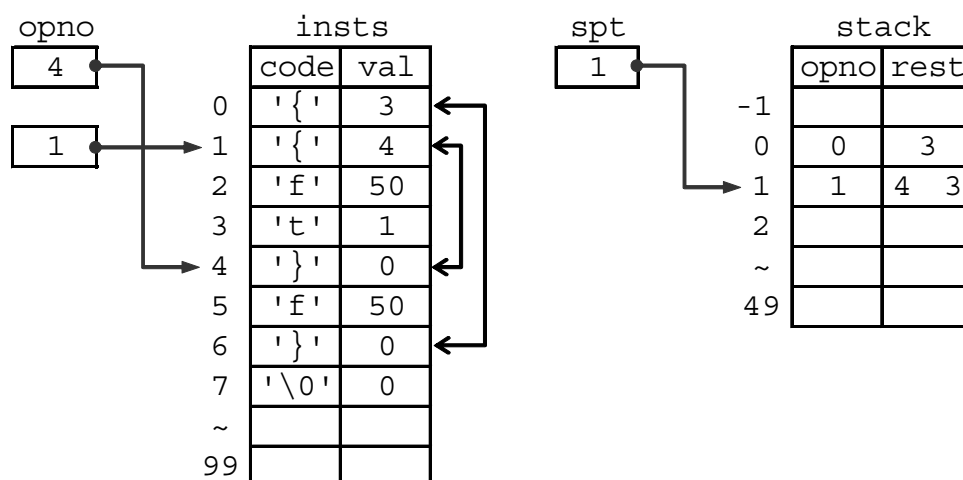 opno insts spt stack
4 code val 1 opno rest
0 '{' 3 -1
1 1 '{' 4 0 0 3
2 'f' 50 1 1 4 3
3 't' 1 2
4 '}' 0 ~
5 'f' 50 49
6 '}' 0
7 '\0' 0
~
99